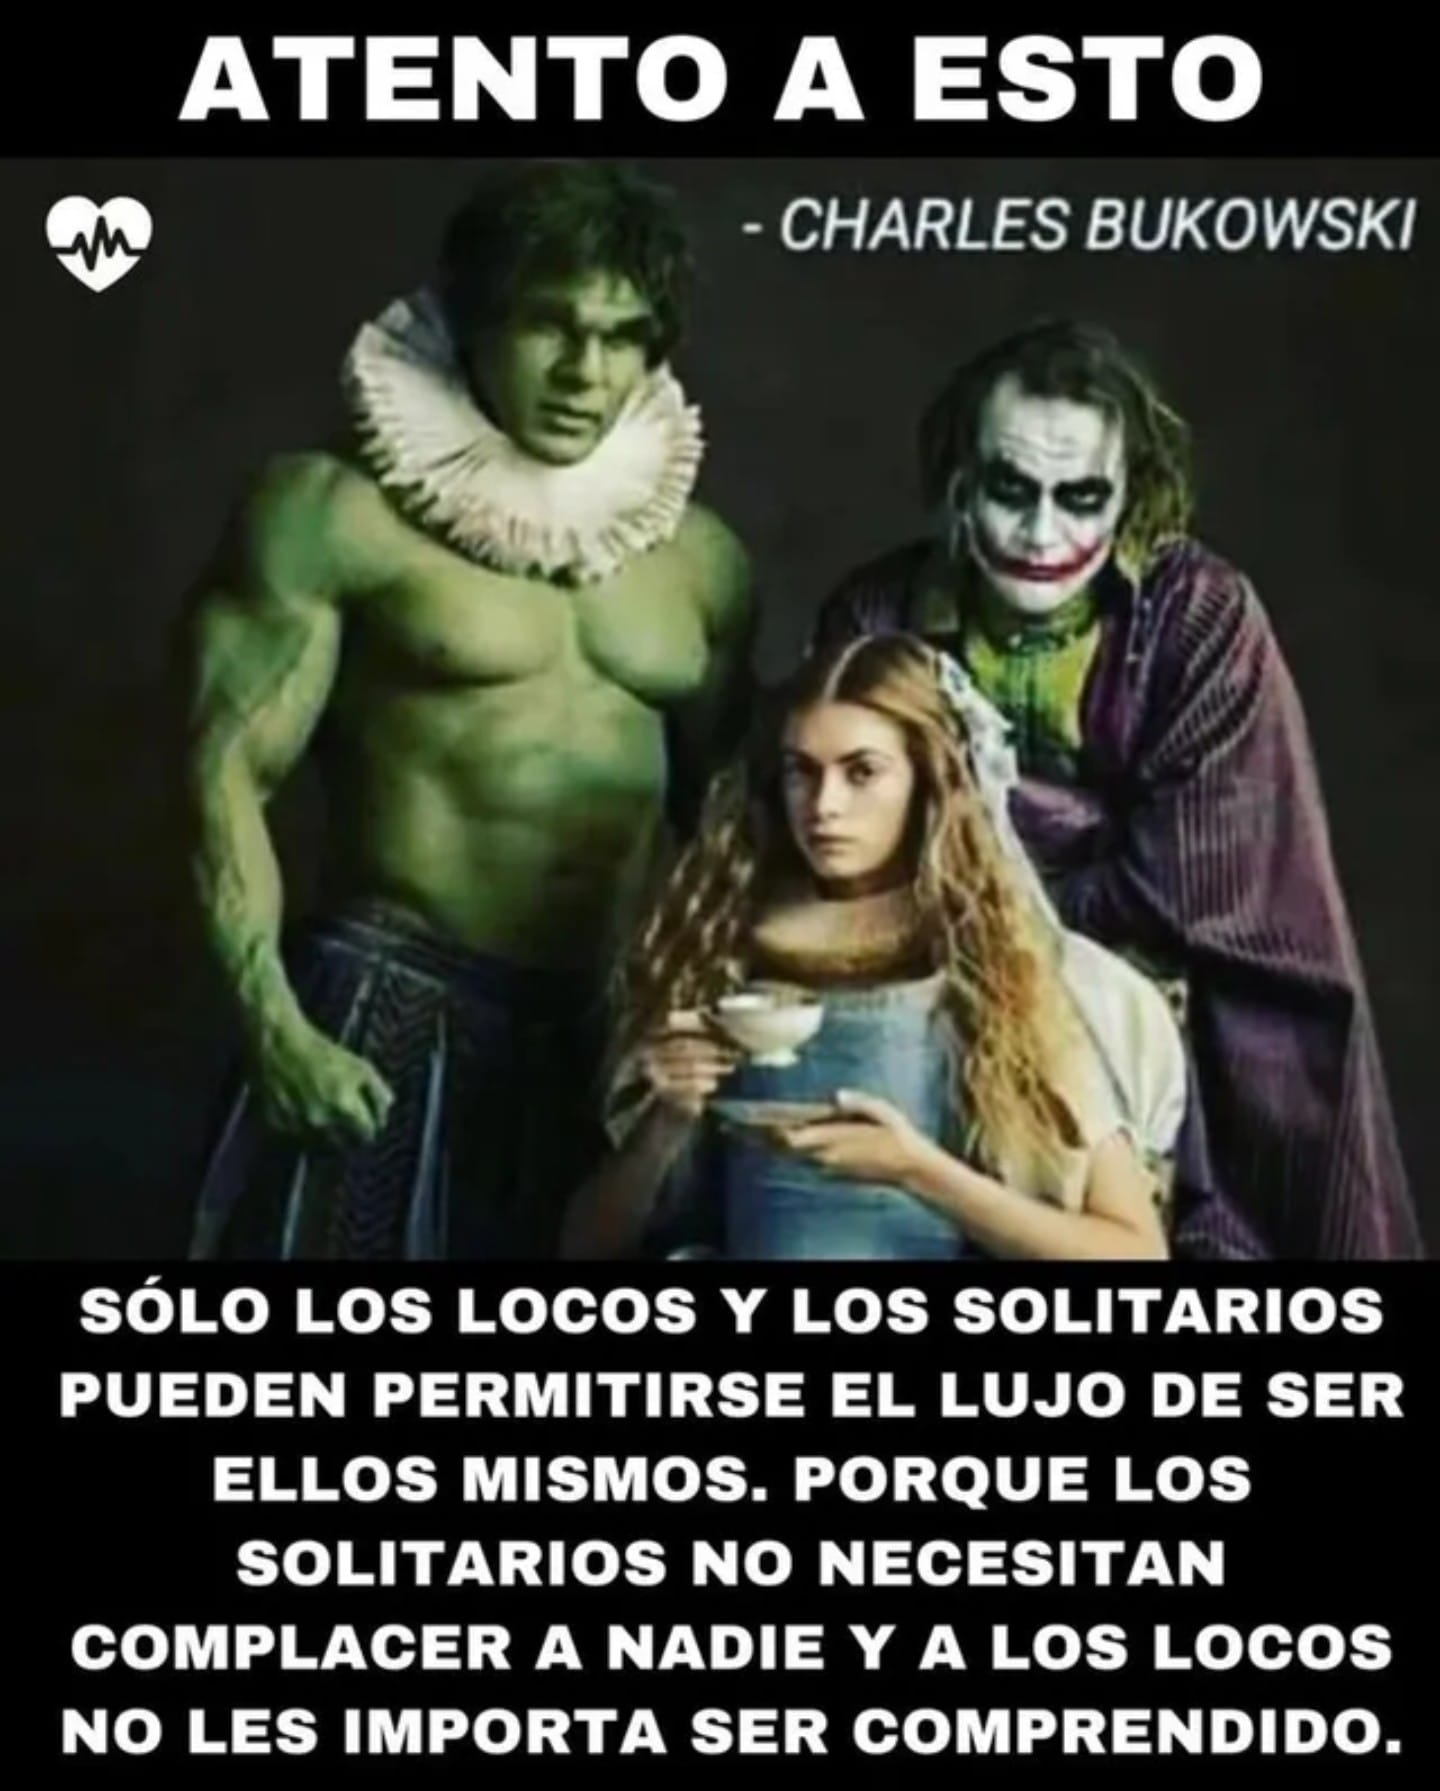 ATENTO A ESTO
- CHARLES BUKOWSKI
SÓLO LOS LOCOS Y LOS SOLITARIOS
PUEDEN PERMITIRSE EL LUJO DE SER
ELLOS MISMOS. PORQUE LOS
SOLITARIOS NO NECESITAN
COMPLACER A NADIE Y A LOS LOCOS
NO LES IMPORTA SER COMPRENDIDO.